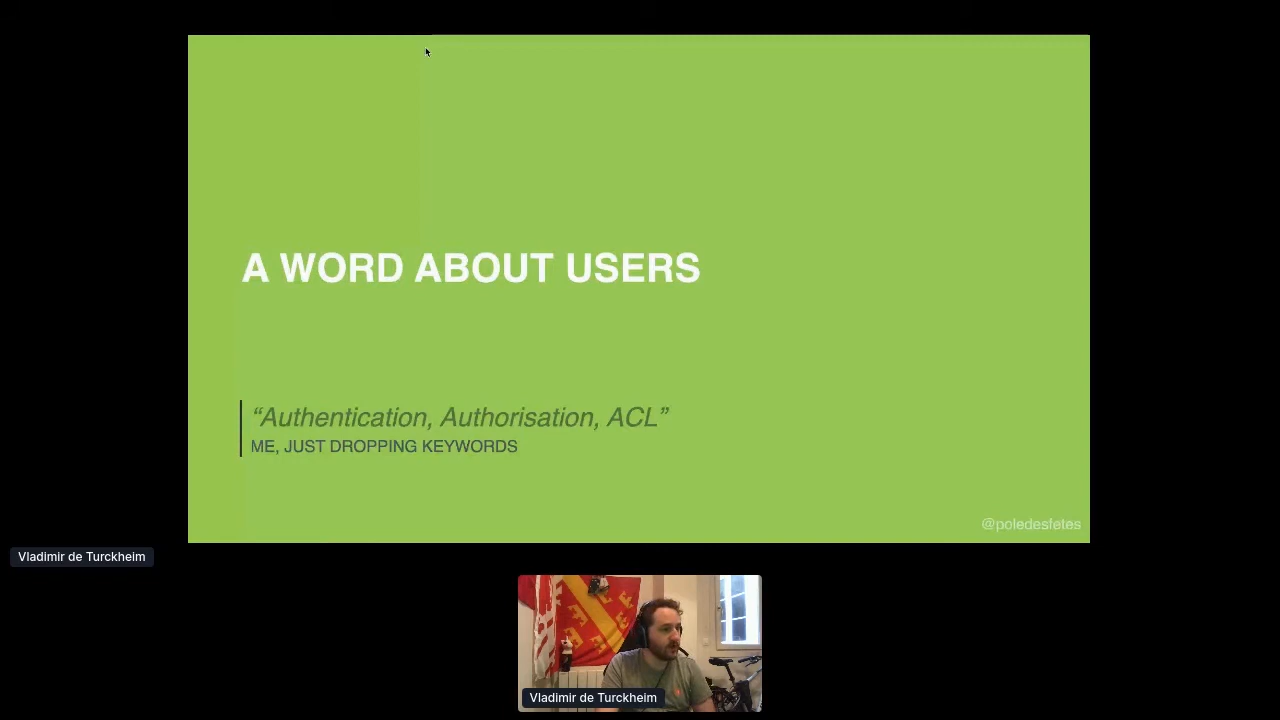 A WORD ABOUT USERS
“Authentication, Authorisation, ACL”
ME, JUST DROPPING KEYWORDS
@poledesfetes
Vladimir de Turckheim
Vladimir de Turckheim